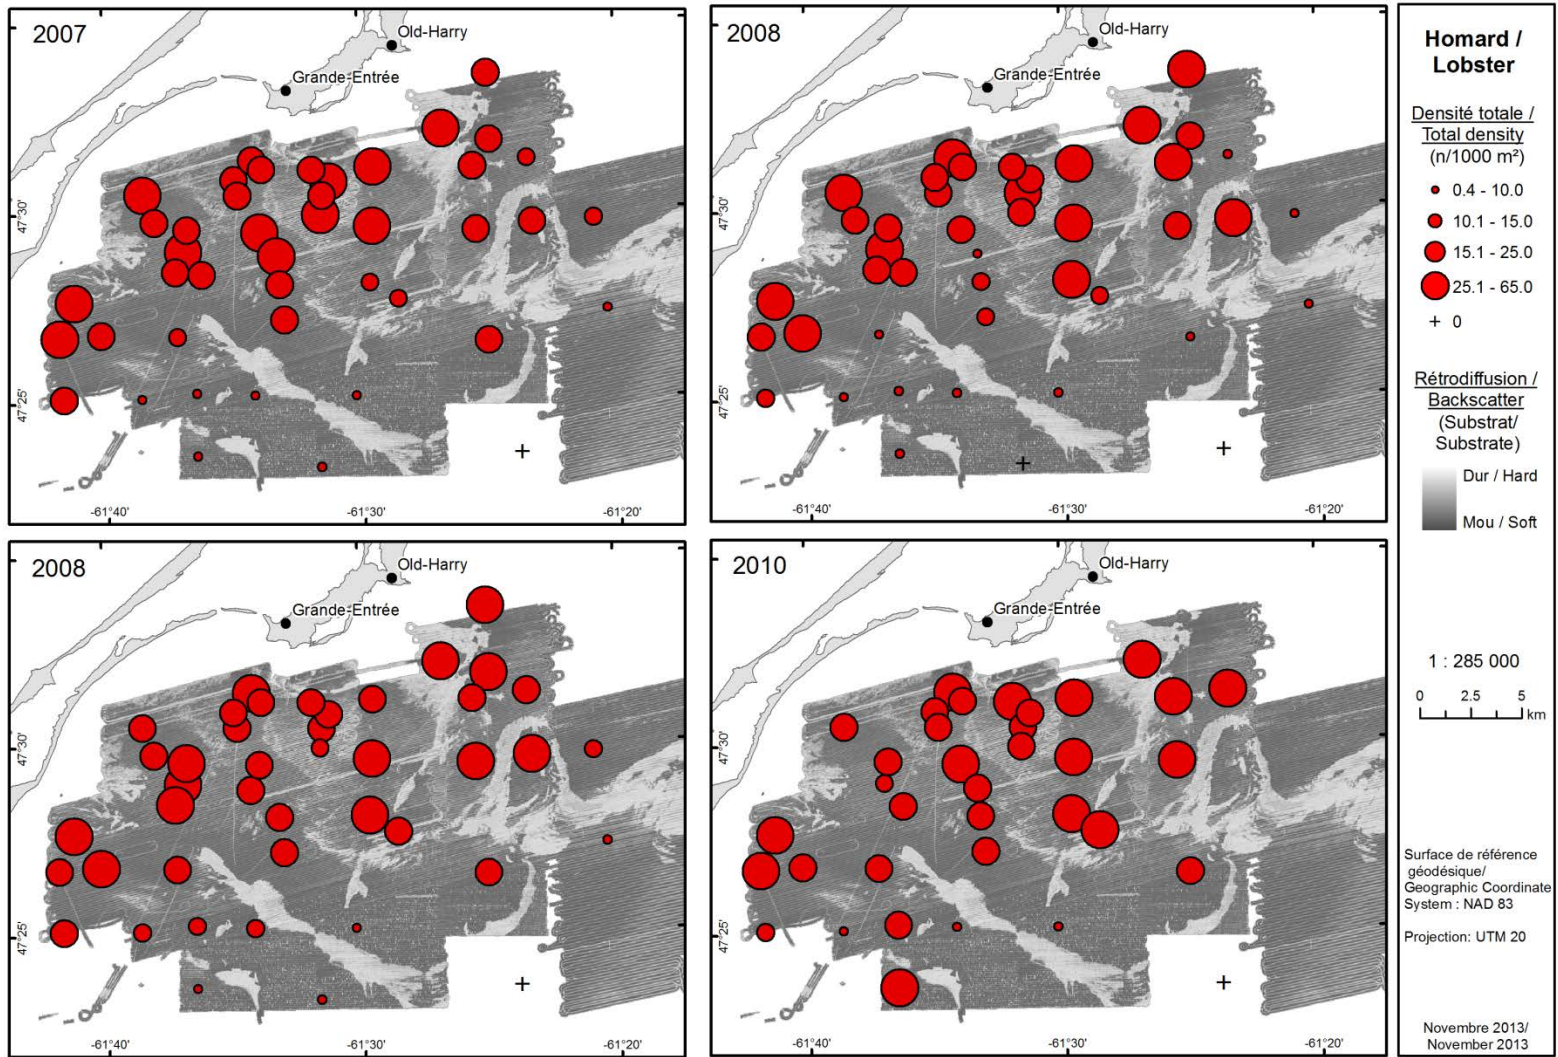 2007
Old-Harry
Grande-Entrée
47°30'
47°25'
-61°40'
-61°30'
-61°20'
2008
Old-Harry
Grande-Entrée
47°30'
47°25'
-61°40'
-61°30'
-61°20'
2008
Old-Harry
Grande-Entrée
47°30'
47°25'
-61°40'
-61°30'
-61°20'
2010
Old-Harry
Grande-Entrée
47°30'
47°25'
-61°40'
-61°30'
-61°20'
Homard /
Lobster
Densité totale /
Total density
(n/1000 m²)
0.4 - 10.0
10.1 - 15.0
15.1 - 25.0
25.1 - 65.0
+ 0
Rétrodiffusion /
Backscatter
(Substrat/
Substrate)
Dur / Hard
Mou / Soft
1 : 285 000
0 2.5 5
km
Surface de référence
géodésique/
Geographic Coordinate
System : NAD 83
Projection: UTM 20
Novembre 2013/
November 2013